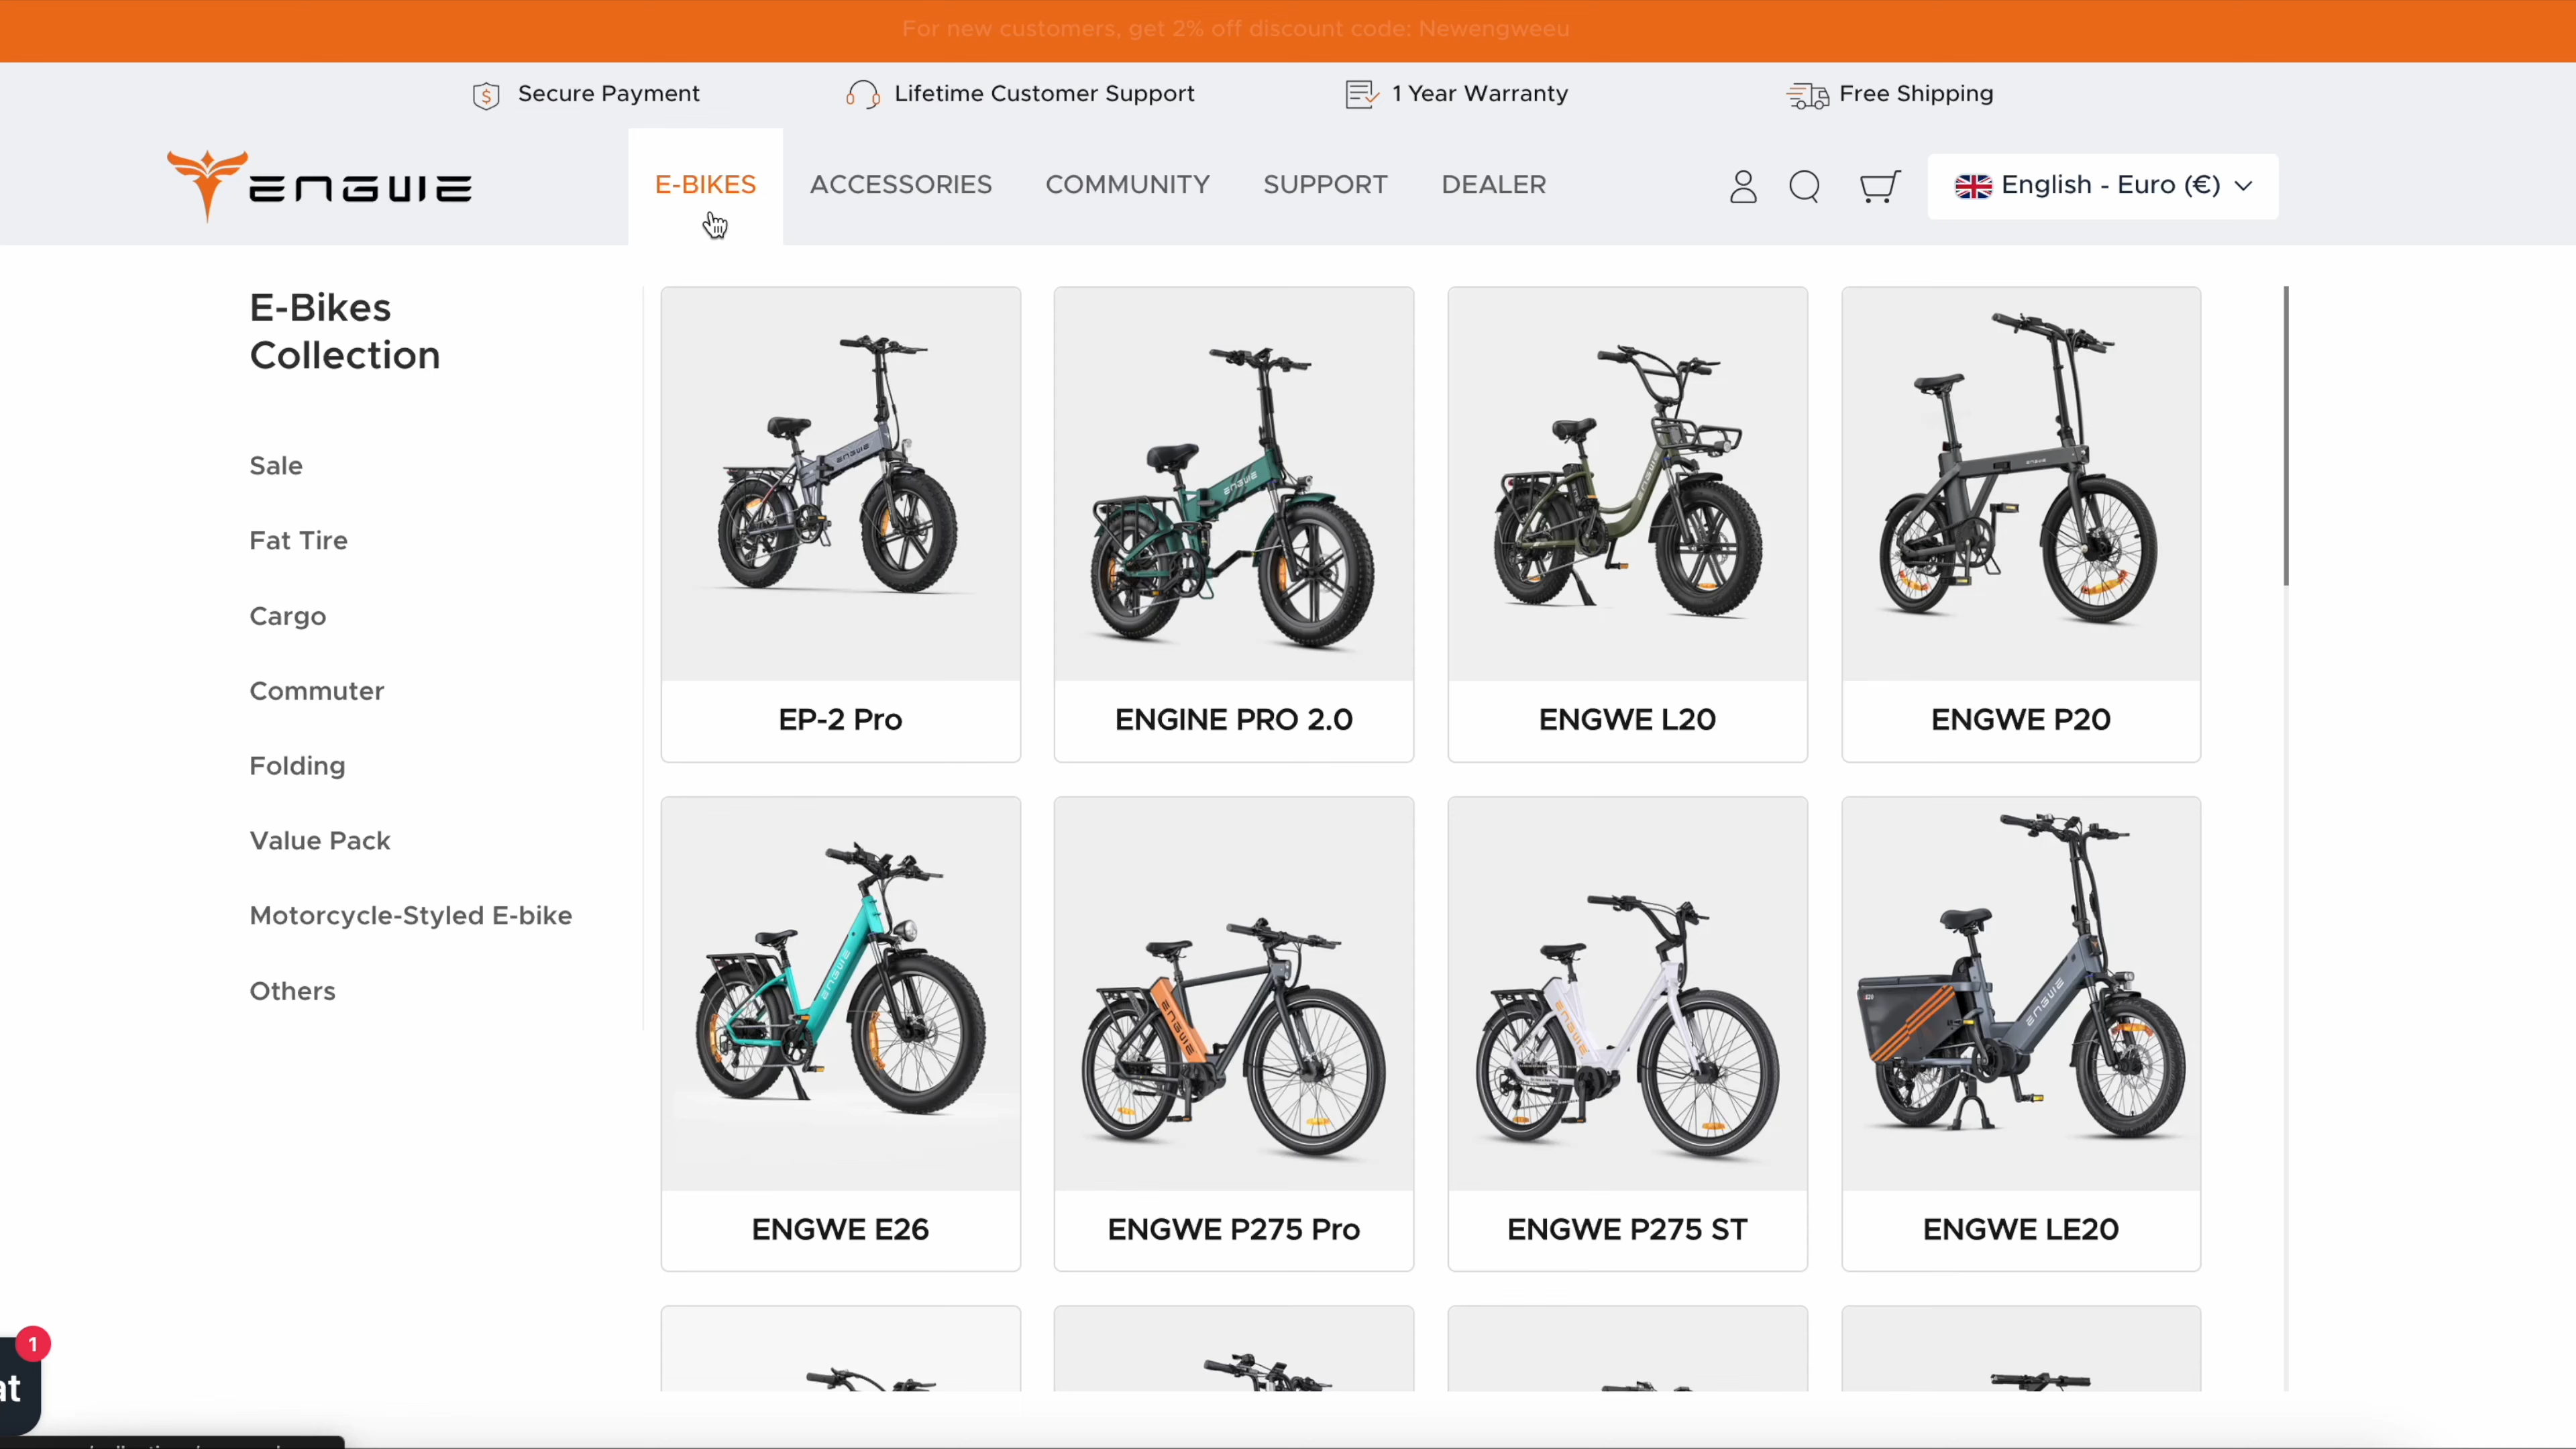 For new customers, get 2% off discount code: Newengweeu
Secure Payment
Lifetime Customer Support
1 Year Warranty
Free Shipping
ENGWE
E-BIKES
ACCESSORIES
COMMUNITY
SUPPORT
DEALER
English - Euro (€)
E-Bikes
Collection
Sale
Fat Tire
Cargo
Commuter
Folding
Value Pack
Motorcycle-Styled E-bike
Others
EP-2 Pro
ENGINE PRO 2.0
ENGWE L20
ENGWE P20
ENGWE E26
ENGWE P275 Pro
ENGWE P275 ST
ENGWE LE20
1
at